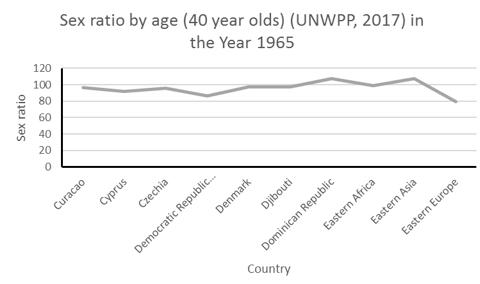 Sex ratio by age (40 year olds) (UNWPP, 2017) in
the Year 1965
120
100
80
60
40
20
0
Sex ratio
Curacao
Cyprus
Czechia
Democratic Republic...
Denmark
Djibouti
Dominican Republic
Eastern Africa
Eastern Asia
Eastern Europe
Country